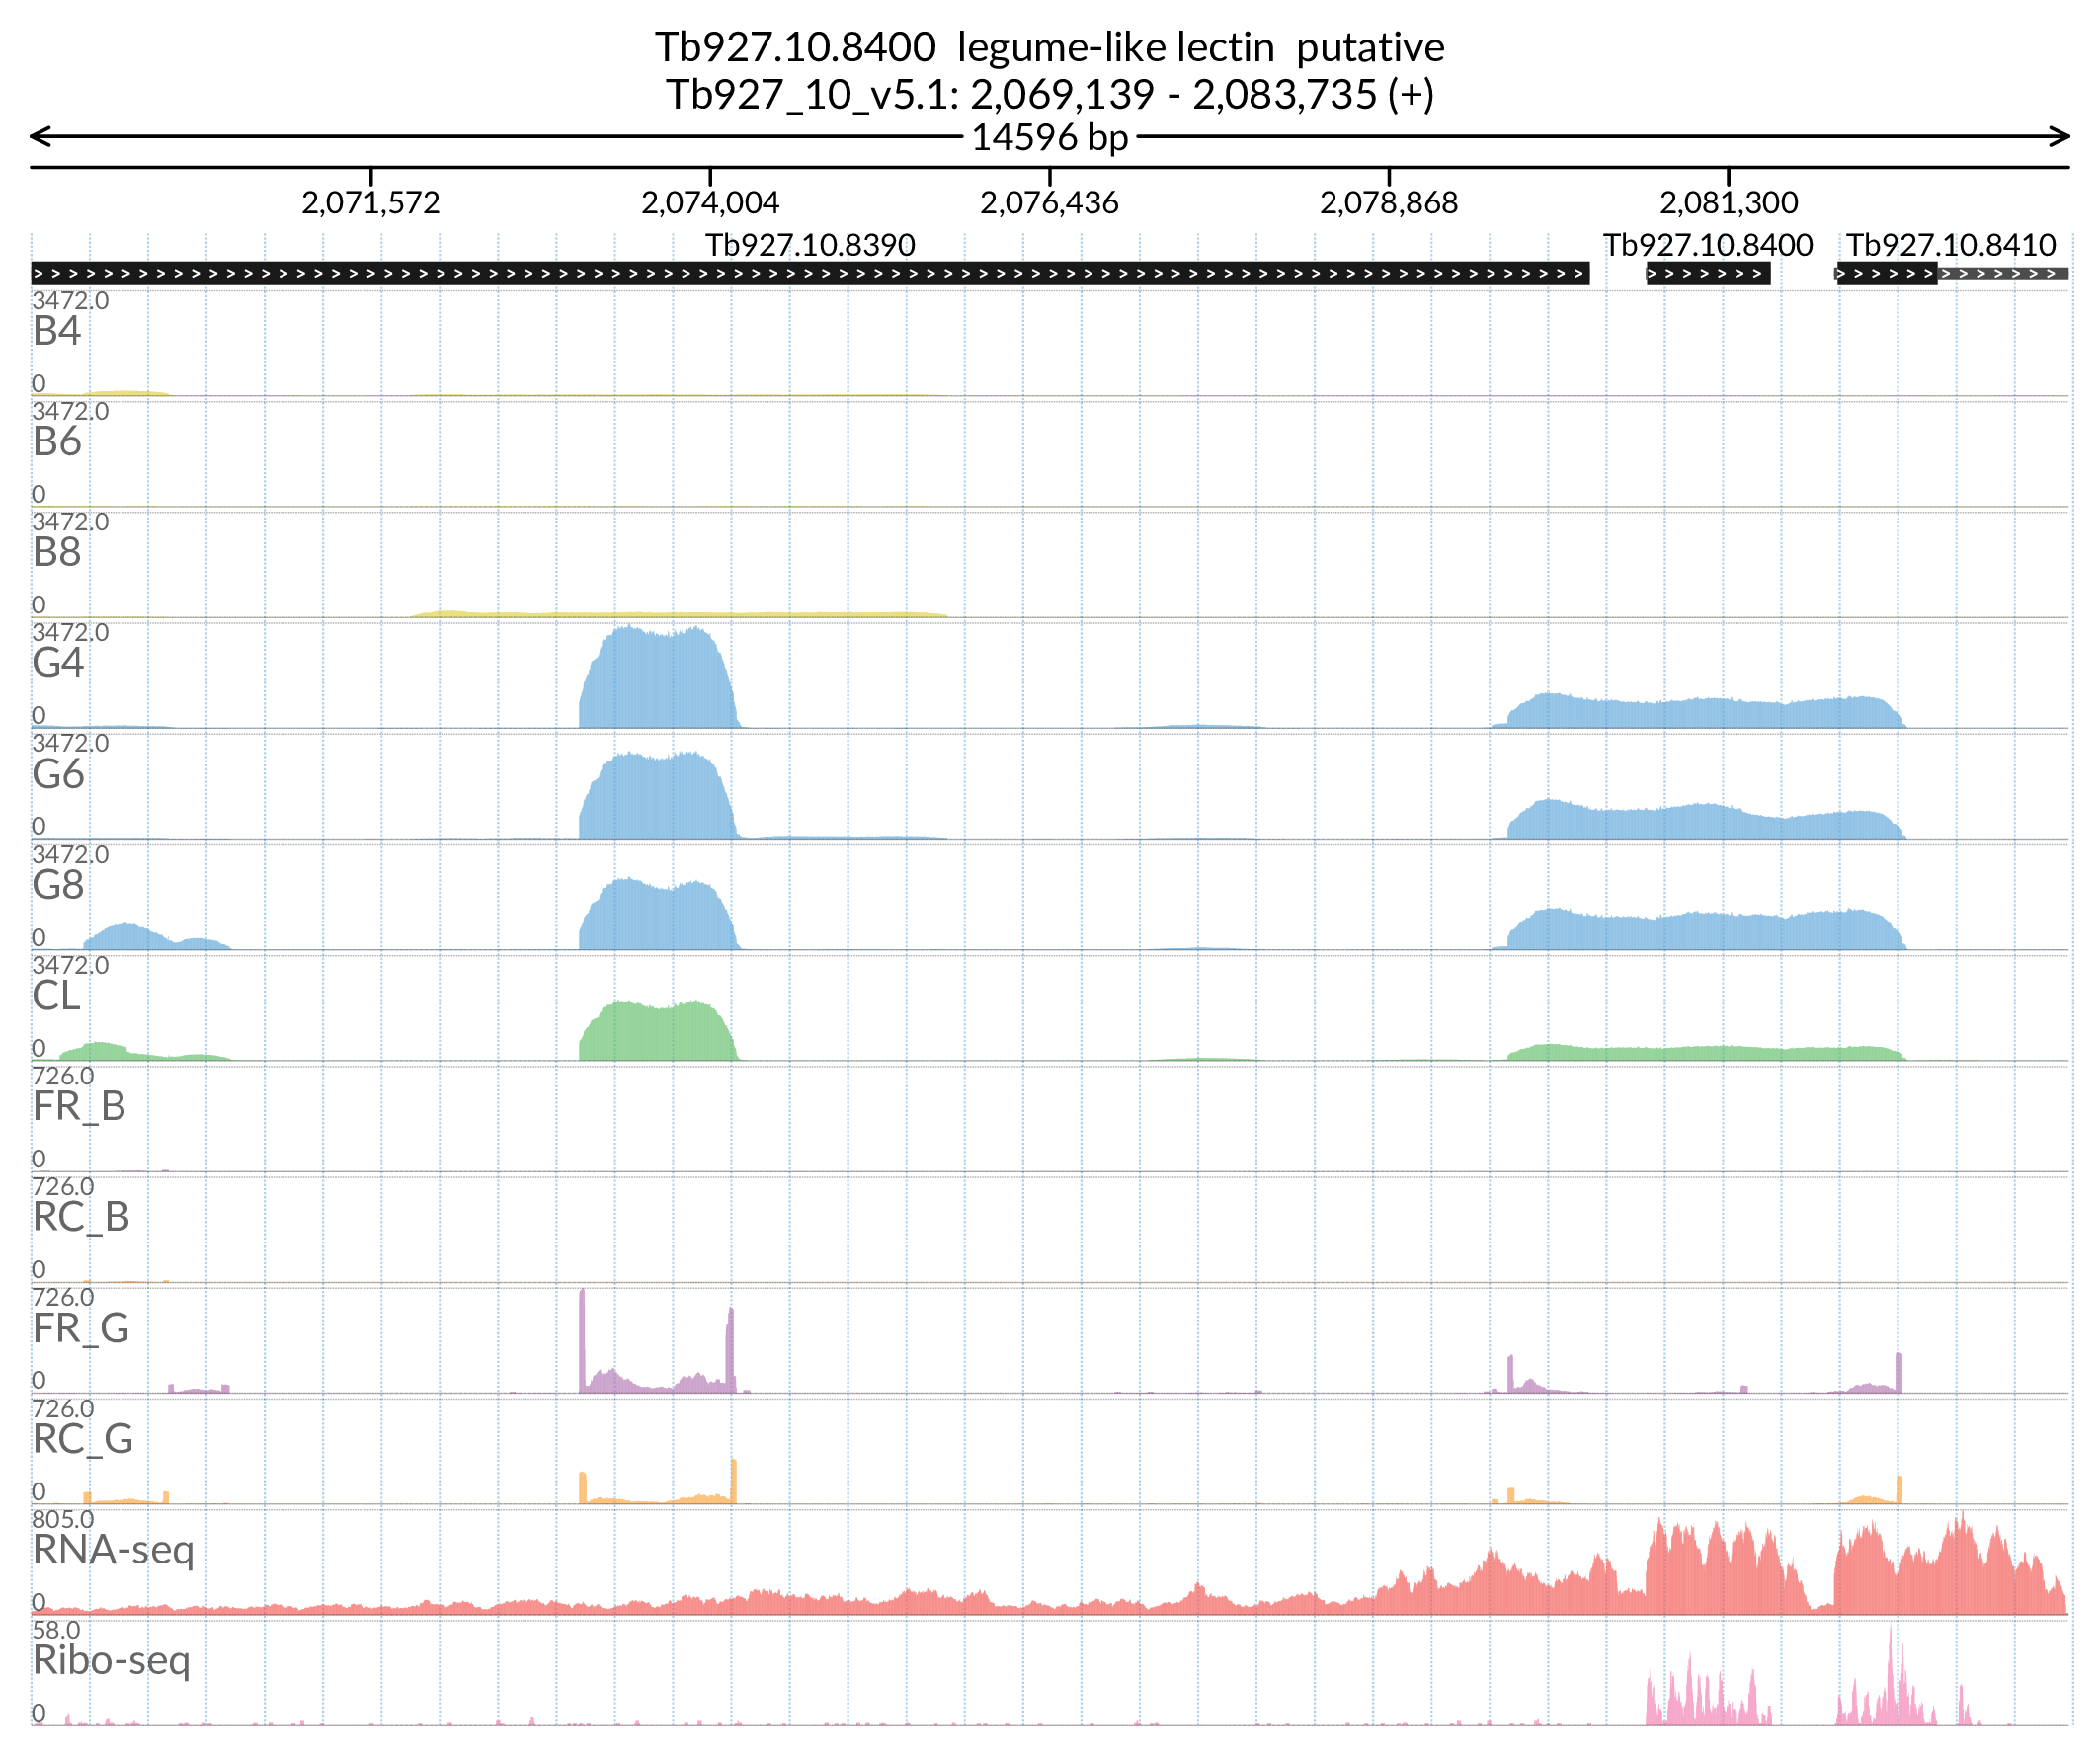 Tb927.10.8400 legume-like lectin putative
Tb927_10_v5.1: 2,069,139 - 2,083,735 (+)
14596 bp
2,071,572 2,074,004 2,076,436 2,078,868 2,081,300
Tb927.10.8390 Tb927.10.8400 Tb927.10.8410
3472.0
B4
0
3472.0
B6
0
3472.0
B8
0
3472.0
G4
0
3472.0
G6
0
3472.0
G8
0
3472.0
CL
0
726.0
FR_B
0
726.0
RC_B
0
726.0
FR_G
0
726.0
RC_G
0
805.0
RNA-seq
0
58.0
Ribo-seq
0